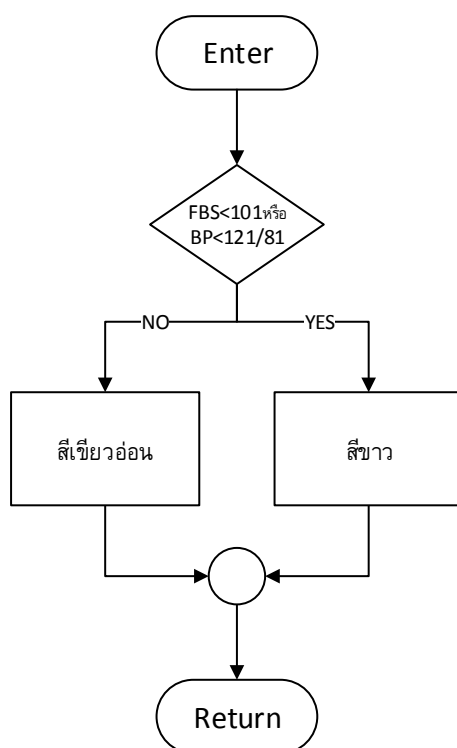 Enter
FBS<101หรือ
BP<121/81
NO
YES
สีเขียวอ่อน
สีขาว
Return